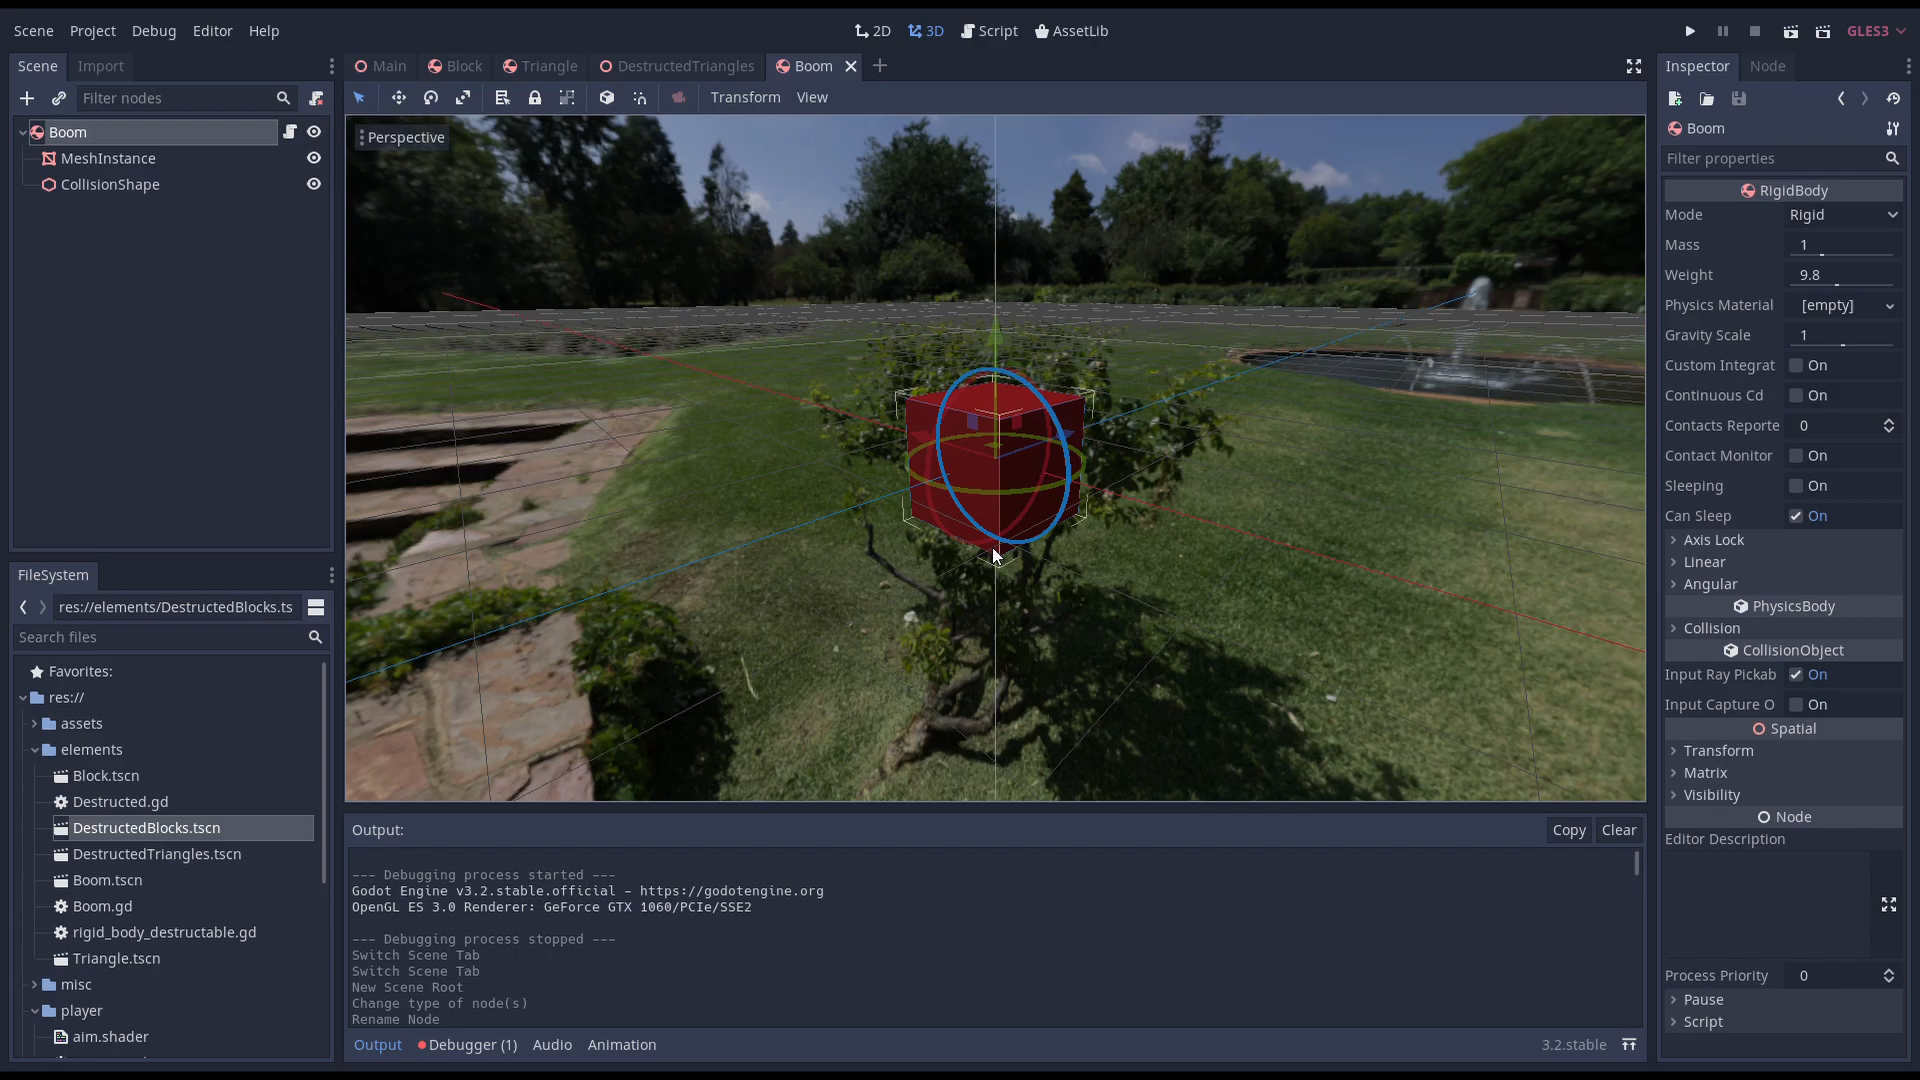 Scene Project Debug Editor Help
2D 3D Script AssetLib
GLES3
Scene Import
Filter nodes
Boom
MeshInstance
CollisionShape
FileSystem
res://elements/DestructedBlocks.ts
Search files
Favorites:
res://
assets
elements
Block.tscn
Destructed.gd
DestructedBlocks.tscn
DestructedTriangles.tscn
Boom.tscn
Boom.gd
rigid_body_destructable.gd
Triangle.tscn
misc
player
aim.shader
Main Block Triangle DestructedTriangles Boom
Transform View
Perspective
Output:
Copy Clear
--- Debugging process started ---
Godot Engine v3.2.stable.official - https://godotengine.org
OpenGL ES 3.0 Renderer: GeForce GTX 1060/PCIe/SSE2
--- Debugging process stopped ---
Switch Scene Tab
Switch Scene Tab
New Scene Root
Change type of node(s)
Rename Node
Output Debugger (1) Audio Animation
3.2.stable
Inspector Node
Boom
Filter properties
RigidBody
Mode Rigid
Mass 1
Weight 9.8
Physics Material [empty]
Gravity Scale 1
Custom Integrat On
Continuous Cd On
Contacts Reporte 0
Contact Monitor On
Sleeping On
Can Sleep On
Axis Lock
Linear
Angular
PhysicsBody
Collision
CollisionObject
Input Ray Pickab On
Input Capture O On
Spatial
Transform
Matrix
Visibility
Node
Editor Description
Process Priority 0
Pause
Script